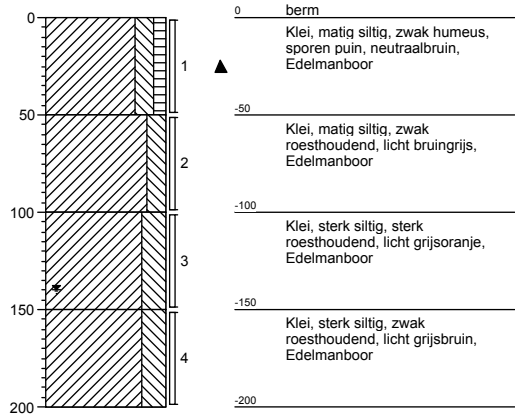 0
50
100
150
200
1
2
3
4
0 berm
Klei, matig siltig, zwak humeus,
sporen puin, neutraalbruin,
Edelmanboor
-50
Klei, matig siltig, zwak
roesthoudend, licht bruingrijs,
Edelmanboor
-100
Klei, sterk siltig, sterk
roesthoudend, licht grijsoranje,
Edelmanboor
-150
Klei, sterk siltig, zwak
roesthoudend, licht grijsbruin,
Edelmanboor
-200